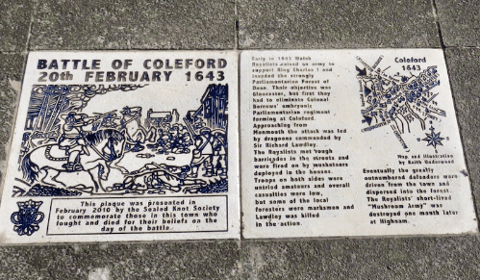 BATTLE OF COLEFORD
20th FEBRUARY 1643
This plaque was presented in
February 2010 by the Sealed Knot Society
to commemorate those in this town who
fought and died for their beliefs on the
day of the battle.
Early in 1643 Welsh
Royalists raised an army to
support King Charles I and
invaded the strongly
Parliamentarian Forest of
Dean. Their objective was
Gloucester, but first they
had to eliminate Colonel
Berrows' embryonic
Parliamentarian regiment
forming at Coleford.
Approaching from
Monmouth the attack was led
by dragoons commanded by
Sir Richard Lawdley.
The Royalists met tough
barricades in the streets and
were fired on by musketeers
deployed in the houses.
Troops on both sides were
untried amateurs and overall
casualties were low,
but some of the local
foresters were marksmen and
Lawdley was killed
in the action.
Coleford
1643
Map and Illustration
by Keith Underwood
Eventually the greatly
outnumbered defenders were
driven from the town and
dispersed into the forest.
The Royalists' short-lived
"Mushroom Army" was
destroyed one month later
at Highnam.